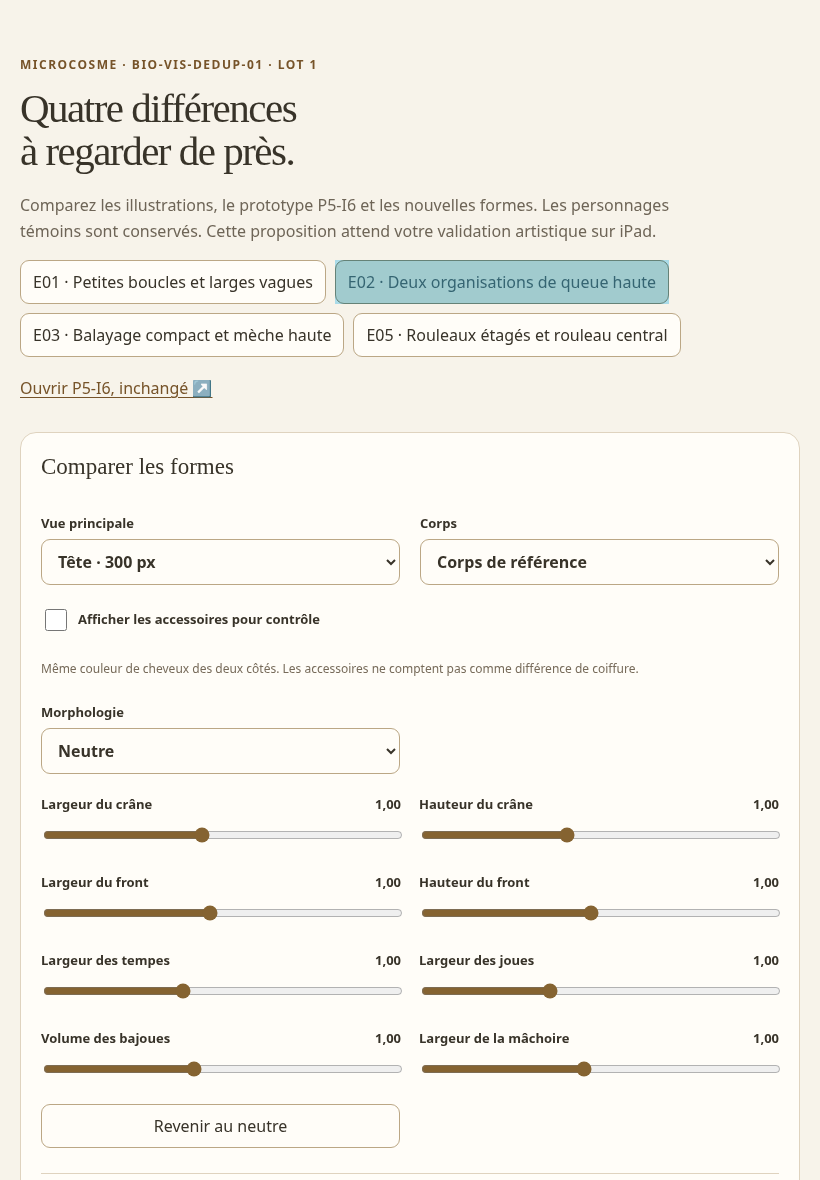 MICROCOSME · BIO-VIS-DEDUP-01 · LOT 1
Quatre différences
à regarder de près.
Comparez les illustrations, le prototype P5-I6 et les nouvelles formes. Les personnages
témoins sont conservés. Cette proposition attend votre validation artistique sur iPad.
E01 · Petites boucles et larges vagues
E02 · Deux organisations de queue haute
E03 · Balayage compact et mèche haute
E05 · Rouleaux étagés et rouleau central
Ouvrir P5-I6, inchangé ↗
Comparer les formes
Vue principale
Corps
Tête · 300 px
Corps de référence
Afficher les accessoires pour contrôle
Même couleur de cheveux des deux côtés. Les accessoires ne comptent pas comme différence de coiffure.
Morphologie
Neutre
Largeur du crâne 1,00
Hauteur du crâne 1,00
Largeur du front 1,00
Hauteur du front 1,00
Largeur des tempes 1,00
Largeur des joues 1,00
Volume des bajoues 1,00
Largeur de la mâchoire 1,00
Revenir au neutre